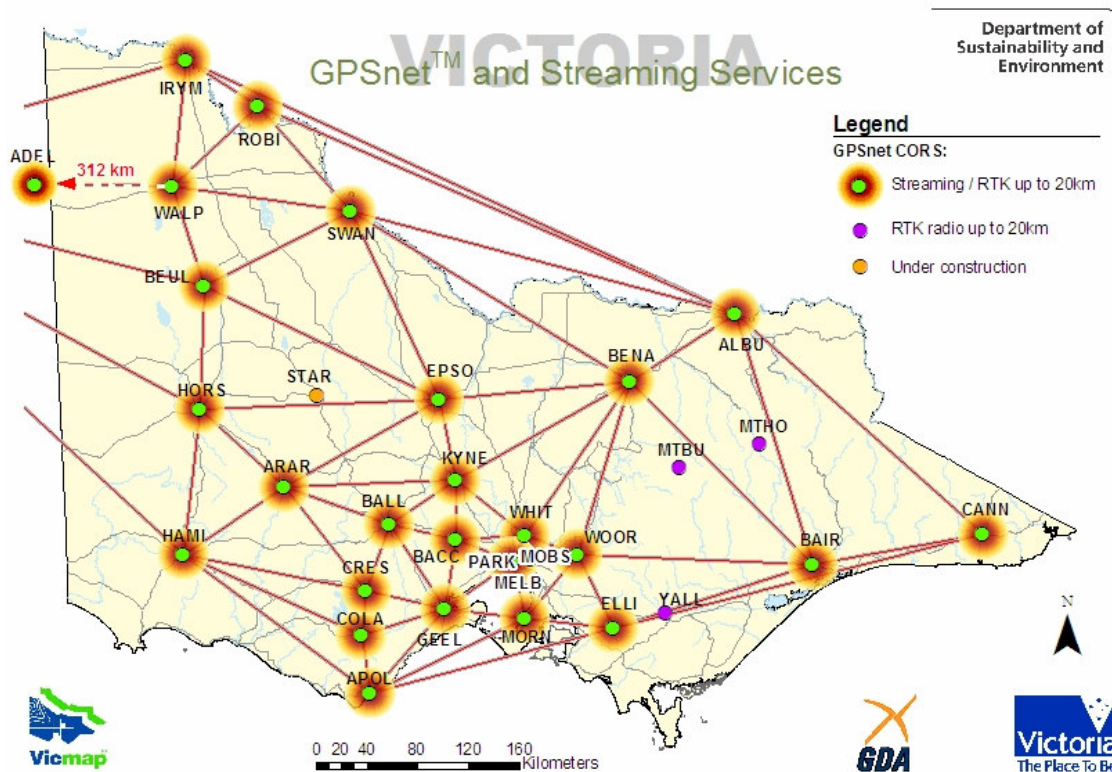 VICTORIA
GPSnet™ and Streaming Services
Department of
Sustainability and
Environment
Legend
GPSnet CORS:
Streaming / RTK up to 20km
RTK radio up to 20km
Under construction
IRYM
ROBI
ADEL
312 km
WALP
SWAN
BEUL
ALBU
BENA
EPSO
STAR
HORS
MTHO
MTBU
KYNE
ARAR
BALL
WHIT
CANN
HAMI
WOOR
BAIR
BACC
PARK
MOBS
CRES
MELB
ELLI
YALL
COLA
GEEL
MORN
APOL
N
Vicmap
0 20 40 80 120 160
Kilometers
GDA
Victoria
The Place To Be